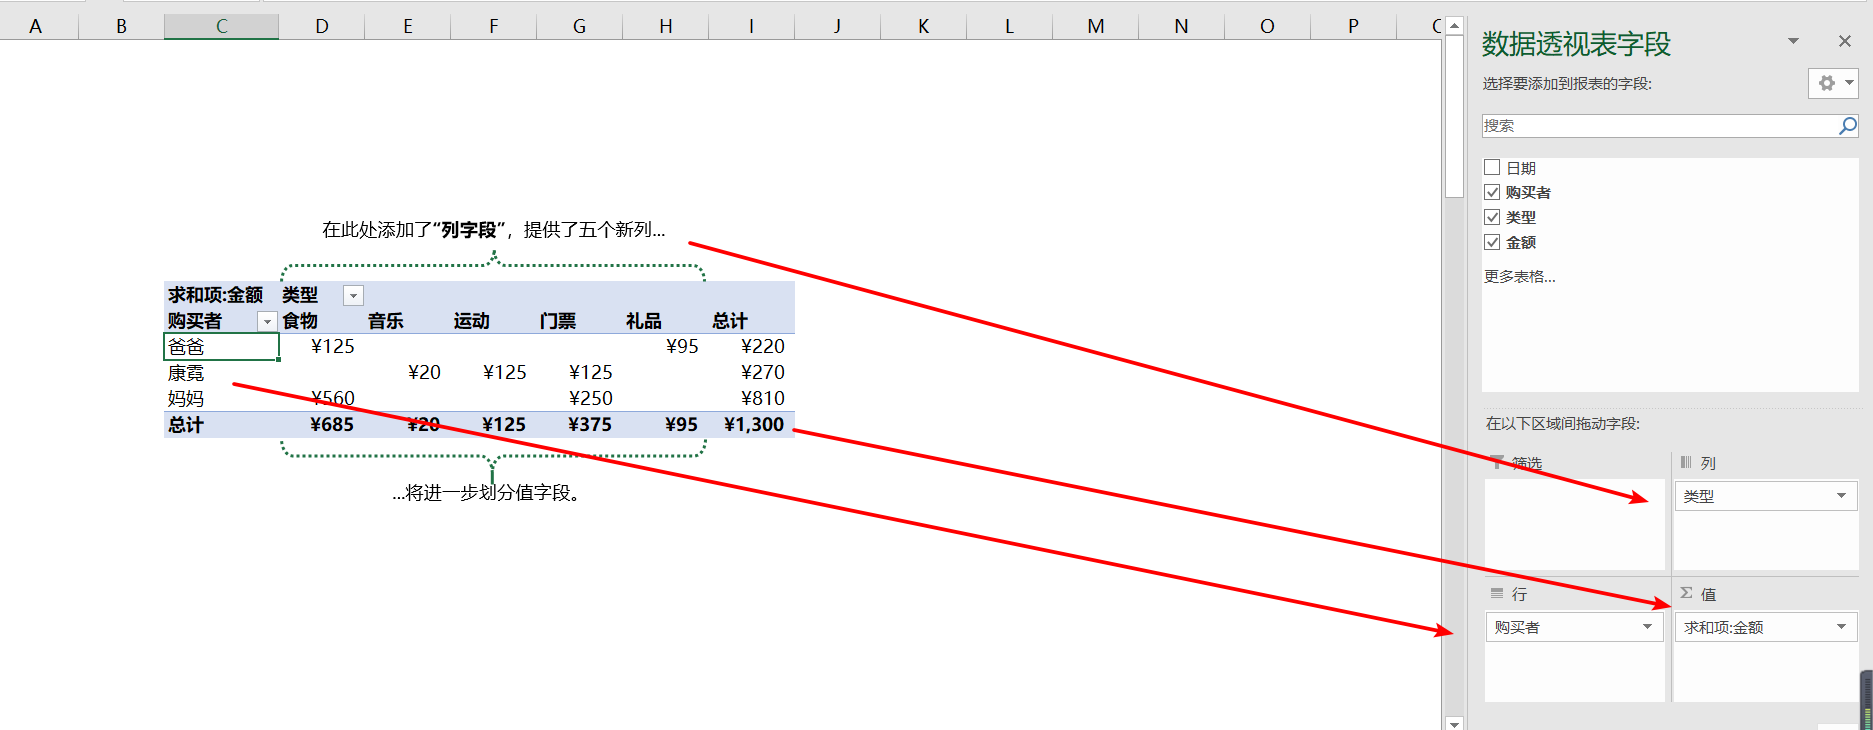 A B C D E F G H I J K L M N O P
数据透视表字段
选择要添加到报表的字段:
搜索
日期
购买者
类型
金额
更多表格...
在此处添加了“列字段”，提供了五个新列...
求和项:金额 类型
购买者 食物 音乐 运动 门票 礼品 总计
爸爸 ¥125 ¥95 ¥220
康霓 ¥20 ¥125 ¥125 ¥270
妈妈 ¥560 ¥250 ¥810
总计 ¥685 ¥20 ¥125 ¥375 ¥95 ¥1,300
...将进一步划分值字段。
在以下区域间拖动字段:
筛选
列
类型
行
购买者
Σ 值
求和项:金额